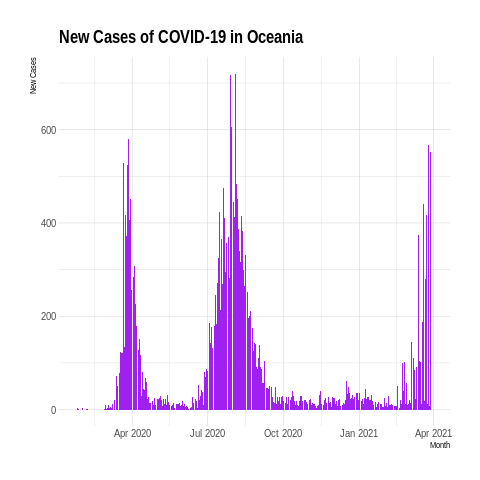 New Cases of COVID-19 in Oceania
New Cases
600
400
200
0
Apr 2020 Jul 2020 Oct 2020 Jan 2021 Apr 2021
Month